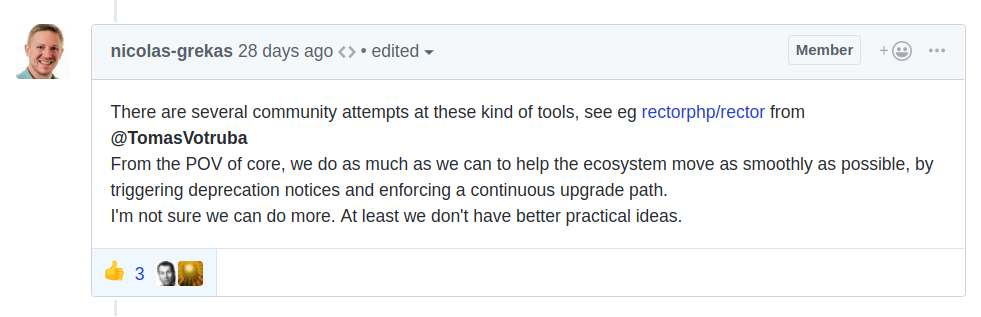 nicolas-grekas 28 days ago <> • edited
Member
+
...
There are several community attempts at these kind of tools, see eg rectorphp/rector from
@TomasVotruba
From the POV of core, we do as much as we can to help the ecosystem move as smoothly as possible, by
triggering deprecation notices and enforcing a continuous upgrade path.
I'm not sure we can do more. At least we don't have better practical ideas.
3